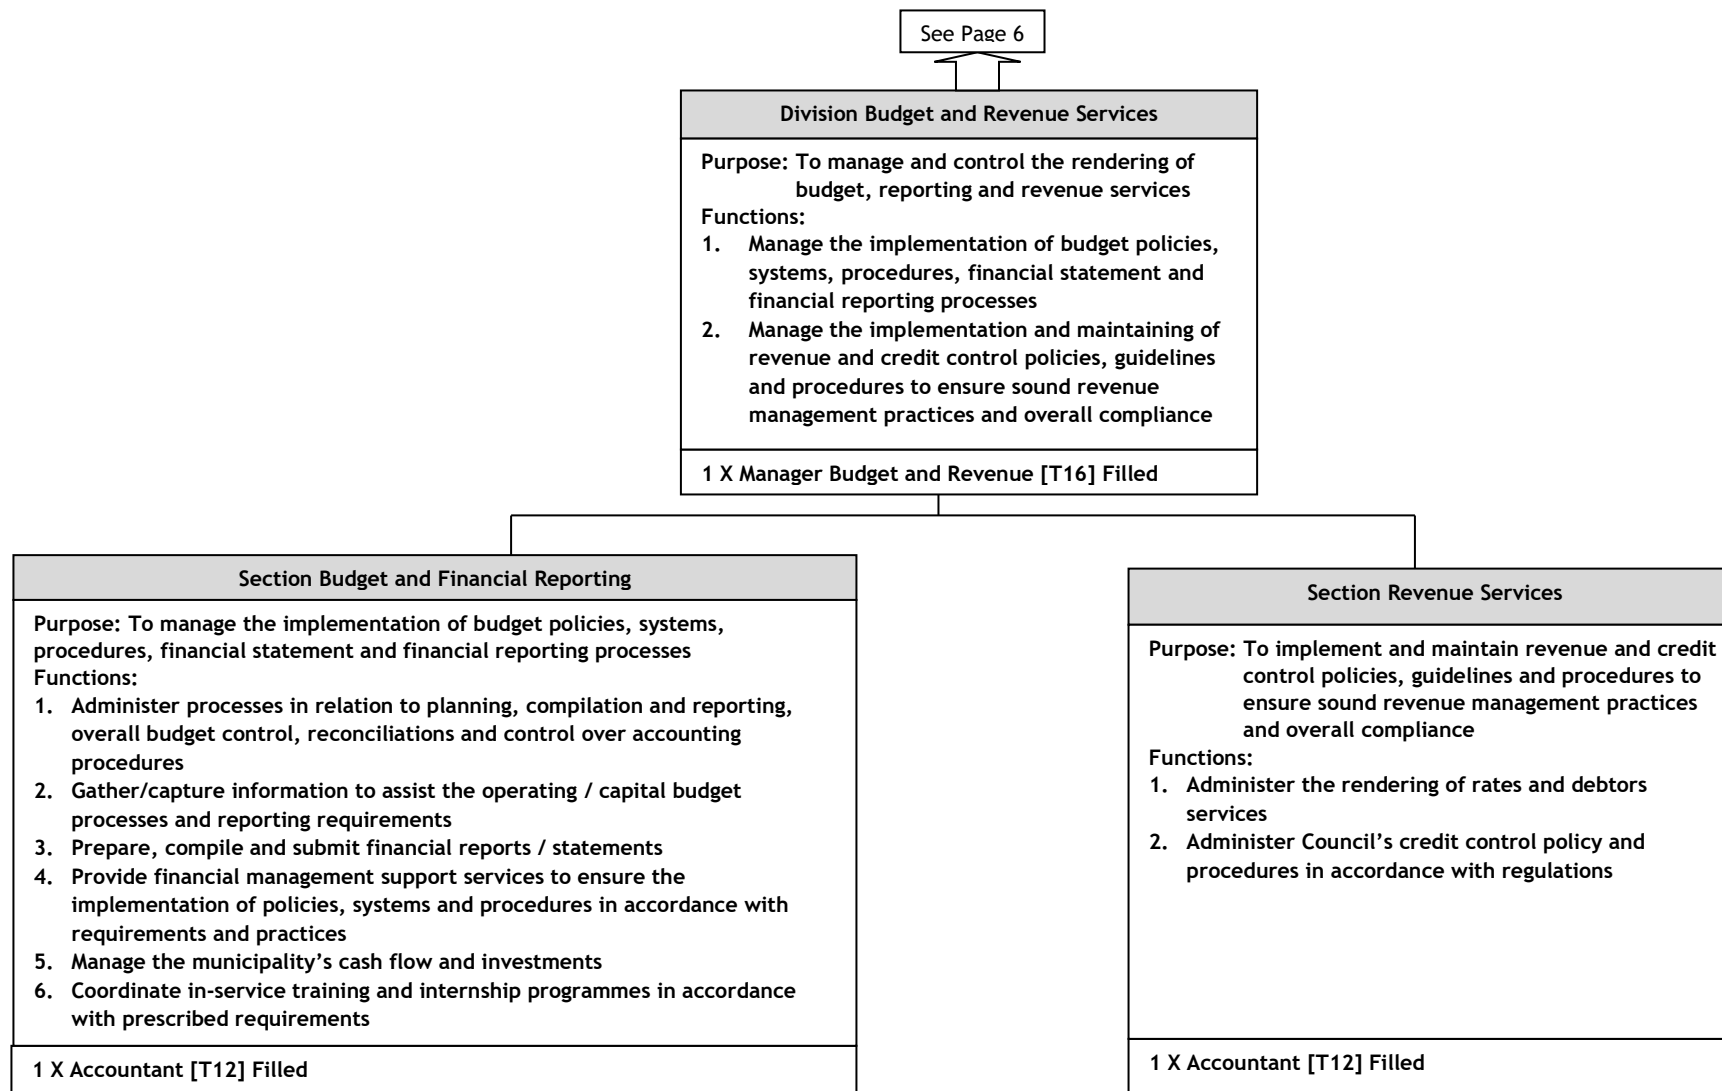 See Page 6
Division Budget and Revenue Services
Purpose: To manage and control the rendering of
budget, reporting and revenue services
Functions:
1. Manage the implementation of budget policies,
systems, procedures, financial statement and
financial reporting processes
2. Manage the implementation and maintaining of
revenue and credit control policies, guidelines
and procedures to ensure sound revenue
management practices and overall compliance
1 X Manager Budget and Revenue [T16] Filled
Section Budget and Financial Reporting
Purpose: To manage the implementation of budget policies, systems,
procedures, financial statement and financial reporting processes
Functions:
1. Administer processes in relation to planning, compilation and reporting,
overall budget control, reconciliations and control over accounting
procedures
2. Gather/capture information to assist the operating / capital budget
processes and reporting requirements
3. Prepare, compile and submit financial reports / statements
4. Provide financial management support services to ensure the
implementation of policies, systems and procedures in accordance with
requirements and practices
5. Manage the municipality’s cash flow and investments
6. Coordinate in-service training and internship programmes in accordance
with prescribed requirements
1 X Accountant [T12] Filled
Section Revenue Services
Purpose: To implement and maintain revenue and credit
control policies, guidelines and procedures to
ensure sound revenue management practices
and overall compliance
Functions:
1. Administer the rendering of rates and debtors
services
2. Administer Council’s credit control policy and
procedures in accordance with regulations
1 X Accountant [T12] Filled